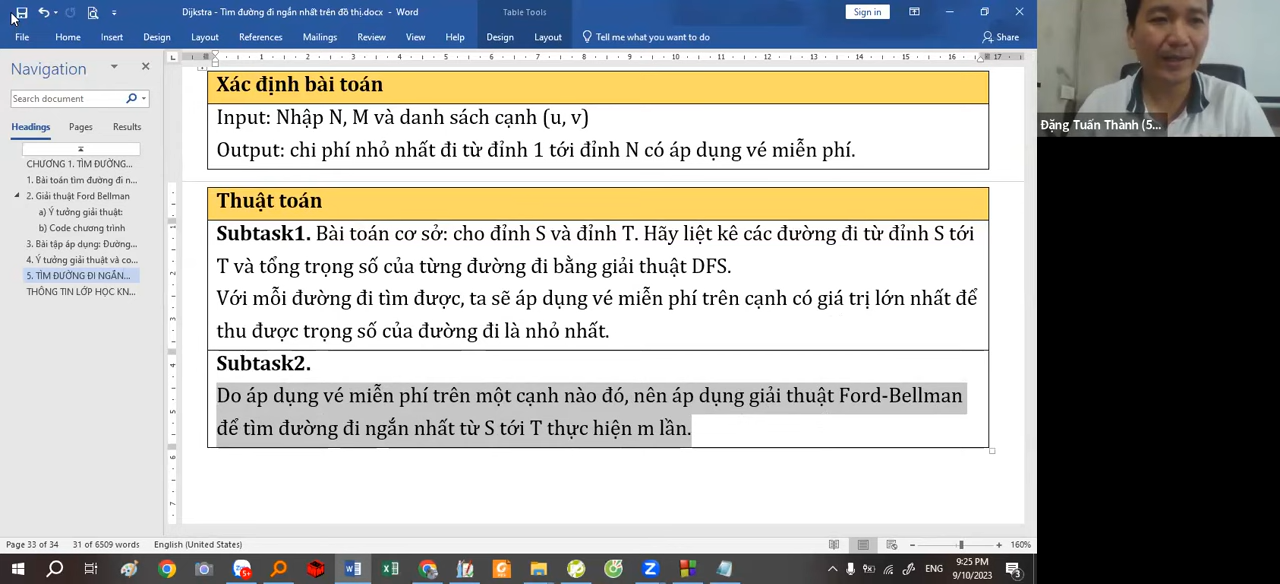 Dijkstra - Tìm đường đi ngắn nhất trên đồ thị.docx - Word
Table Tools
Sign in
File
Home
Insert
Design
Layout
References
Mailings
Review
View
Help
Design
Layout
Tell me what you want to do
Share
Navigation
Search document
Headings
Pages
Results
CHƯƠNG 1. TÌM ĐƯỜNG...
1. Bài toán tìm đường đi n...
2. Giải thuật Ford Bellman
a) Ý tưởng giải thuật:
b) Code chương trình
3. Bài tập áp dụng: Đường...
4. Ý tưởng giải thuật và co...
5. TÌM ĐƯỜNG ĐI NGẮN...
THÔNG TIN LỚP HỌC KN...
Xác định bài toán
Input: Nhập N, M và danh sách cạnh (u, v)
Output: chi phí nhỏ nhất đi từ đỉnh 1 tới đỉnh N có áp dụng vé miễn phí.
Thuật toán
Subtask1. Bài toán cơ sở: cho đỉnh S và đỉnh T. Hãy liệt kê các đường đi từ đỉnh S tới
T và tổng trọng số của từng đường đi bằng giải thuật DFS.
Với mỗi đường đi tìm được, ta sẽ áp dụng vé miễn phí trên cạnh có giá trị lớn nhất để
thu được trọng số của đường đi là nhỏ nhất.
Subtask2.
Do áp dụng vé miễn phí trên một cạnh nào đó, nên áp dụng giải thuật Ford-Bellman
để tìm đường đi ngắn nhất từ S tới T thực hiện m lần.
Đặng Tuấn Thành (5...
Page 33 of 34
31 of 6509 words
English (United States)
160%
ENG
9:25 PM
9/10/2023